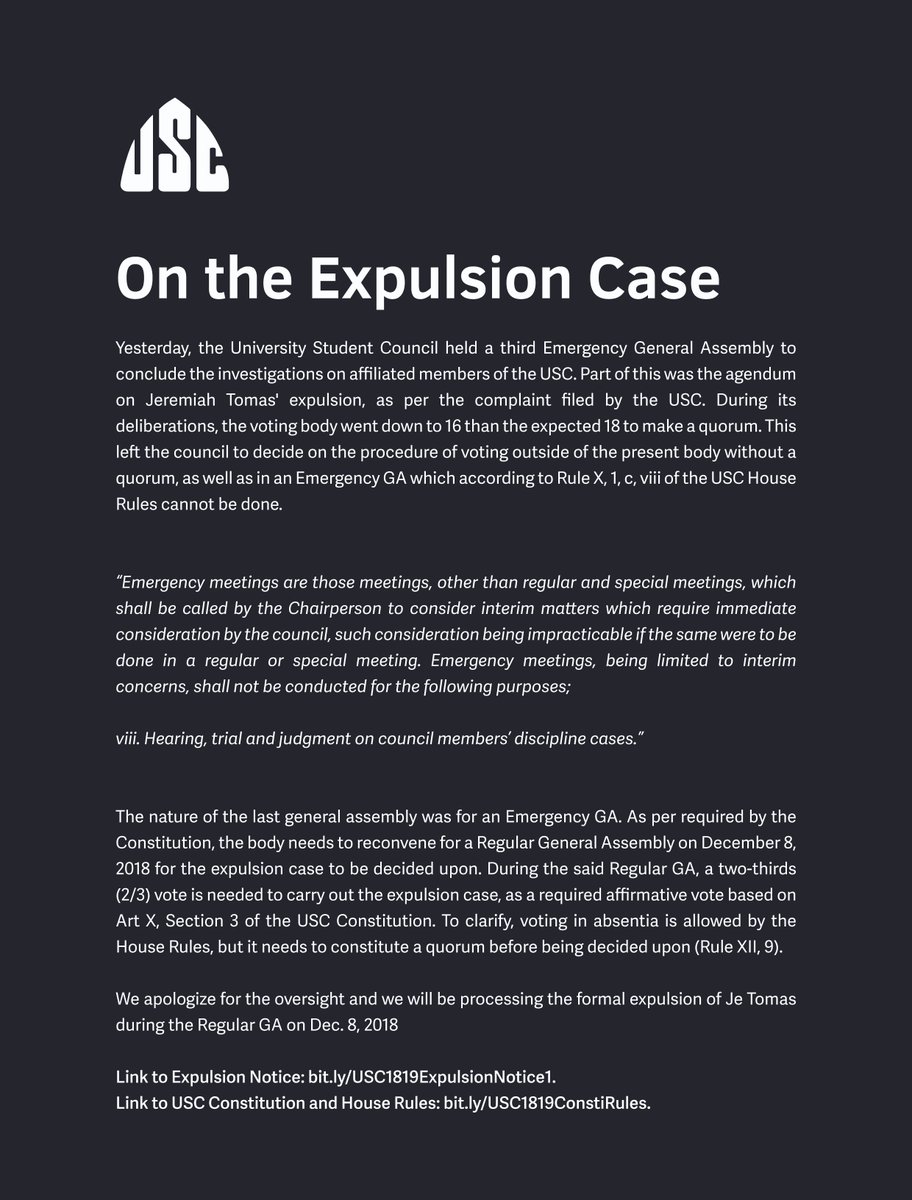 USC
On the Expulsion Case
Yesterday, the University Student Council held a third Emergency General Assembly to
conclude the investigations on affiliated members of the USC. Part of this was the agendum
on Jeremiah Tomas' expulsion, as per the complaint filed by the USC. During its
deliberations, the voting body went down to 16 than the expected 18 to make a quorum. This
left the council to decide on the procedure of voting outside of the present body without a
quorum, as well as in an Emergency GA which according to Rule X, 1, c, viii of the USC House
Rules cannot be done.
“Emergency meetings are those meetings, other than regular and special meetings, which
shall be called by the Chairperson to consider interim matters which require immediate
consideration by the council, such consideration being impracticable if the same were to be
done in a regular or special meeting. Emergency meetings, being limited to interim
concerns, shall not be conducted for the following purposes;
viii. Hearing, trial and judgment on council members’ discipline cases.”
The nature of the last general assembly was for an Emergency GA. As per required by the
Constitution, the body needs to reconvene for a Regular General Assembly on December 8,
2018 for the expulsion case to be decided upon. During the said Regular GA, a two-thirds
(2/3) vote is needed to carry out the expulsion case, as a required affirmative vote based on
Art X, Section 3 of the USC Constitution. To clarify, voting in absentia is allowed by the
House Rules, but it needs to constitute a quorum before being decided upon (Rule XII, 9).
We apologize for the oversight and we will be processing the formal expulsion of Je Tomas
during the Regular GA on Dec. 8, 2018
Link to Expulsion Notice: bit.ly/USC1819ExpulsionNotice1.
Link to USC Constitution and House Rules: bit.ly/USC1819ConstiRules.